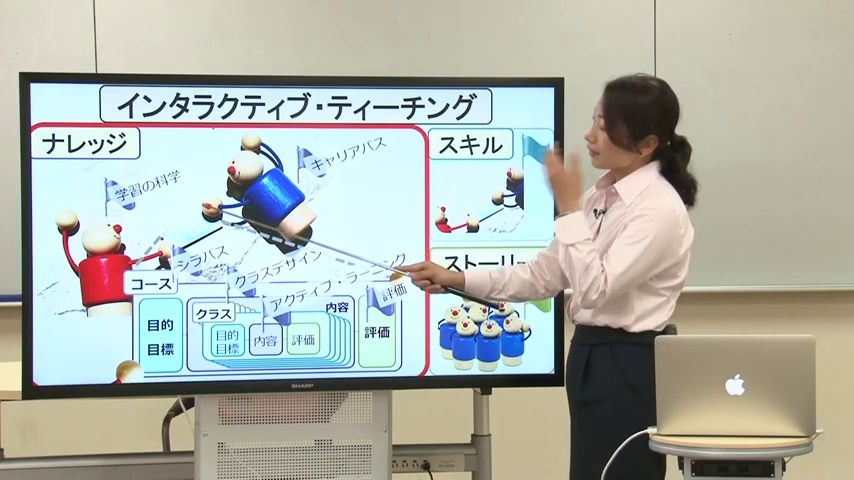 インタラクティブ・ティーチング
ナレッジ
スキル
学習の科学
キャリアパス
シラバス
クラスデザイン
アクティブ・ラーニング
評価
ストーリー
コース
目的
目標
クラス
内容
目的
目標
内容
評価
評価
SHARP